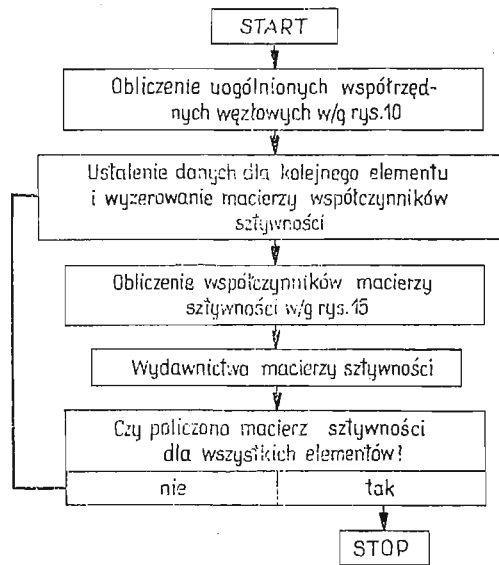 START
Obliczenie uogólnionych współrzęd-
nych węzłowych w/g rys.10
Ustalenie danych dla kolejnego elementu
i wyzerowanie macierzy współczynników
sztywności
Obliczenie współczynników macierzy
sztywności w/g rys.15
Wydawnictwo macierzy sztywności
Czy policzono macierz sztywności
dla wszystkich elementów?
nie tak
STOP